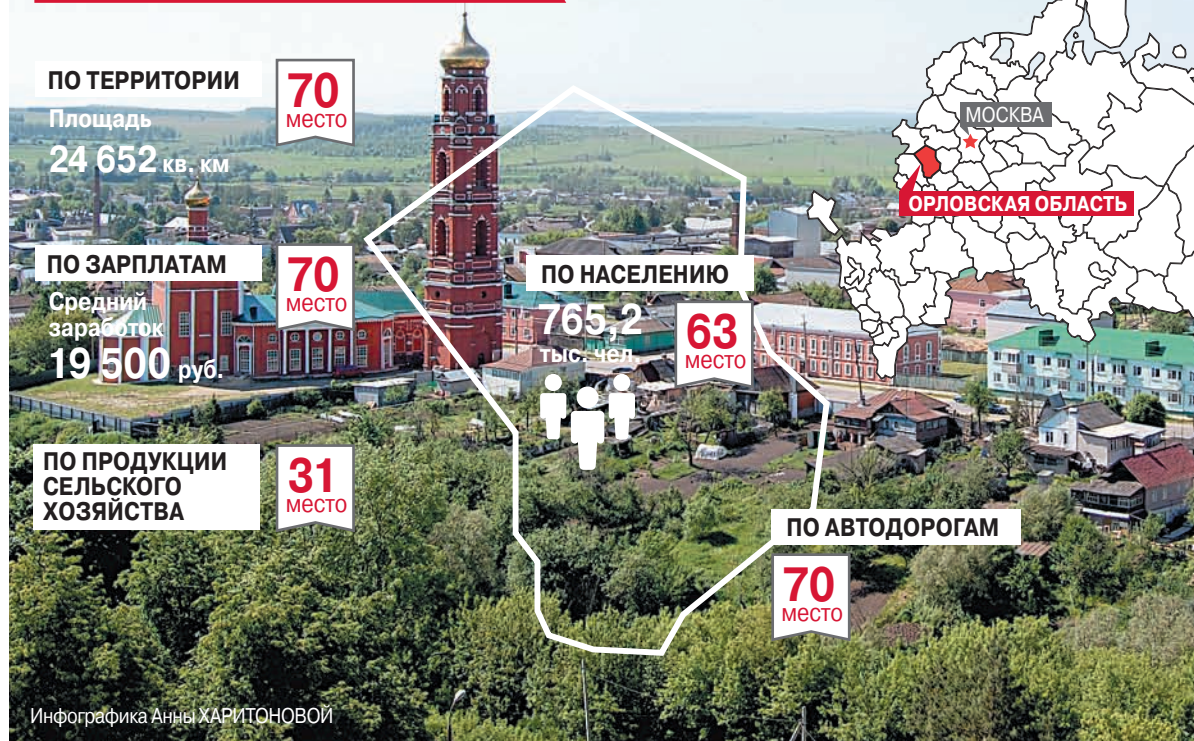 ПО ТЕРРИТОРИИ
70
место
Площадь
24 652 кв. км
ПО ЗАРПЛАТАМ
70
место
Средний
заработок
19 500 руб.
ПО ПРОДУКЦИИ
СЕЛЬСКОГО
ХОЗЯЙСТВА
31
место
ПО НАСЕЛЕНИЮ
765,2
тыс. чел.
63
место
ПО АВТОДОРОГАМ
70
место
МОСКВА
ОРЛОВСКАЯ ОБЛАСТЬ
Инфографика Анны ХАРИТОНОВОЙ